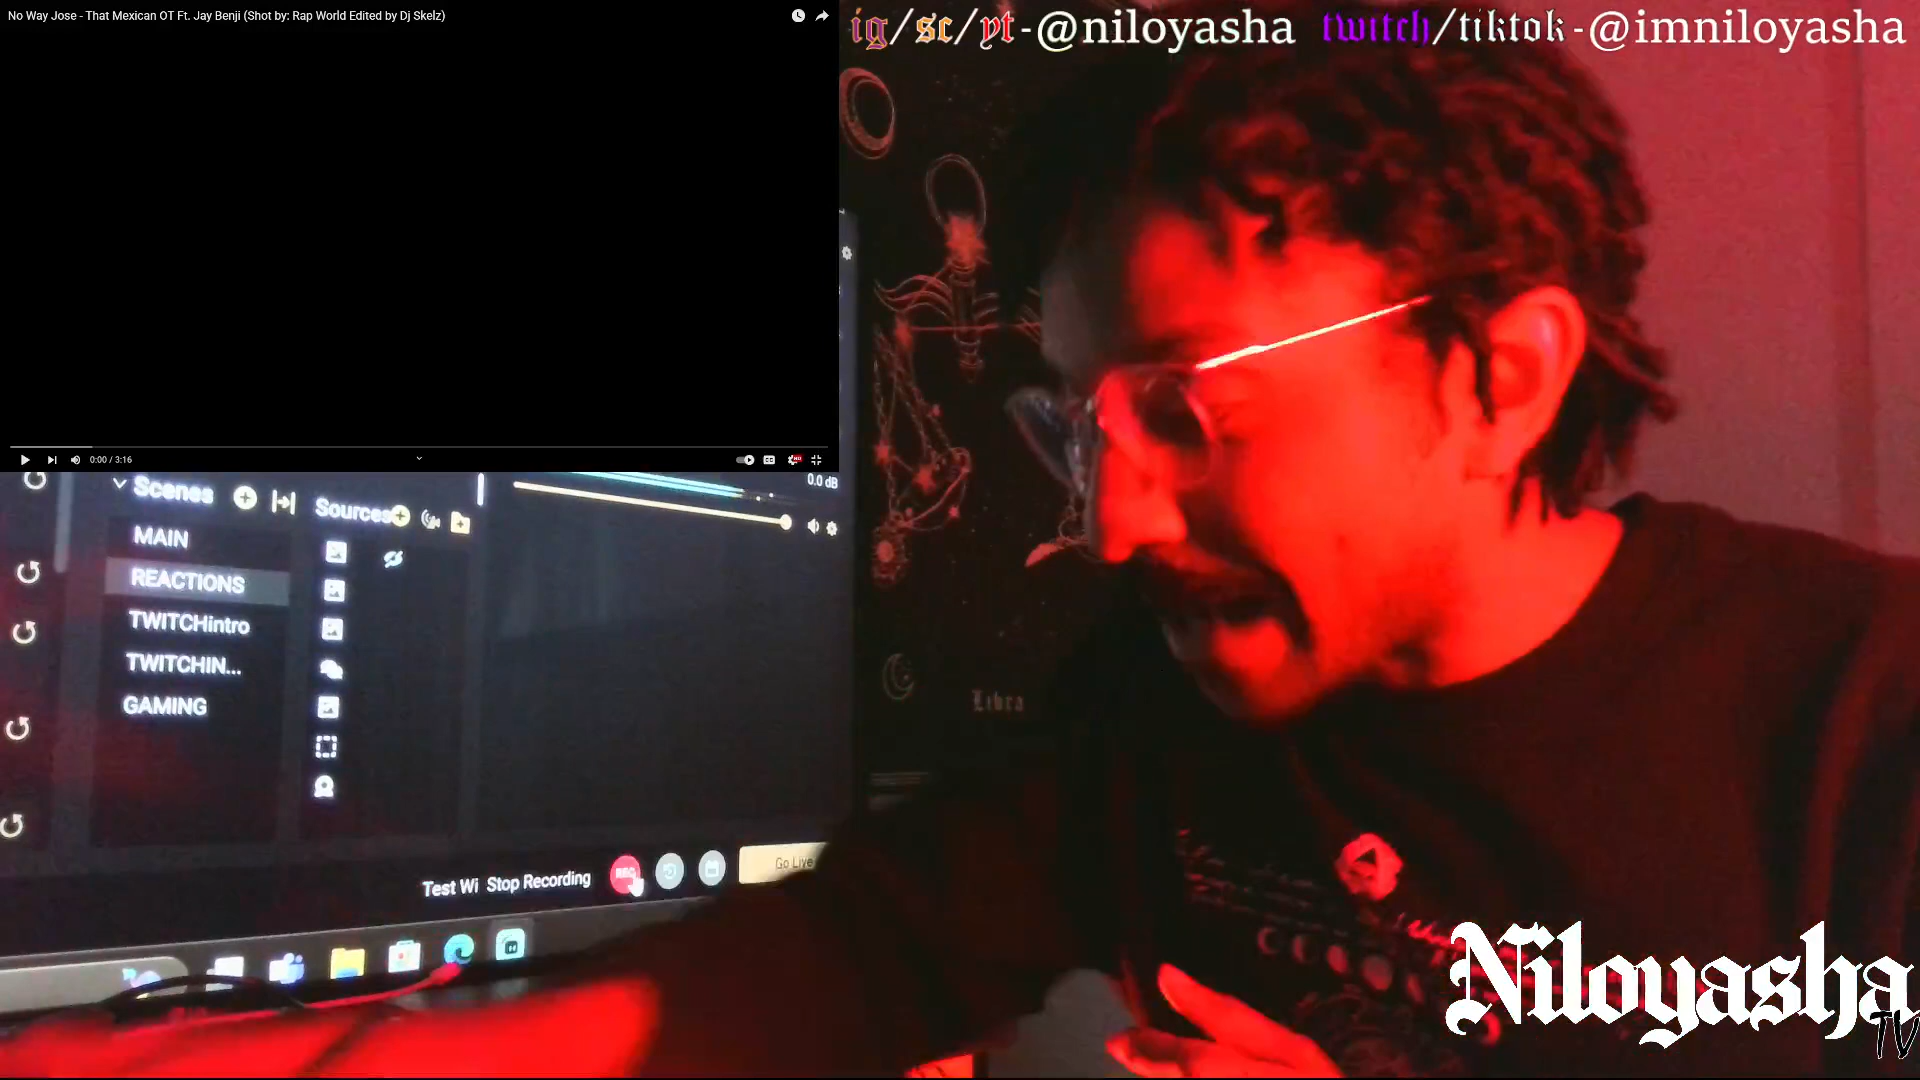 No Way Jose - That Mexican OT Ft. Jay Benji (Shot by: Rap World Edited by Dj Skelz)
ig/sc/yt-@niloyasha twitch/tiktok-@imniloyasha
0:00 / 3:16
HD
Scenes
Sources
0.0 dB
MAIN
REACTIONS
TWITCHintro
TWITCHIN...
GAMING
Libra
Test Wi Stop Recording
REC
Go Live
Niloyasha
TV